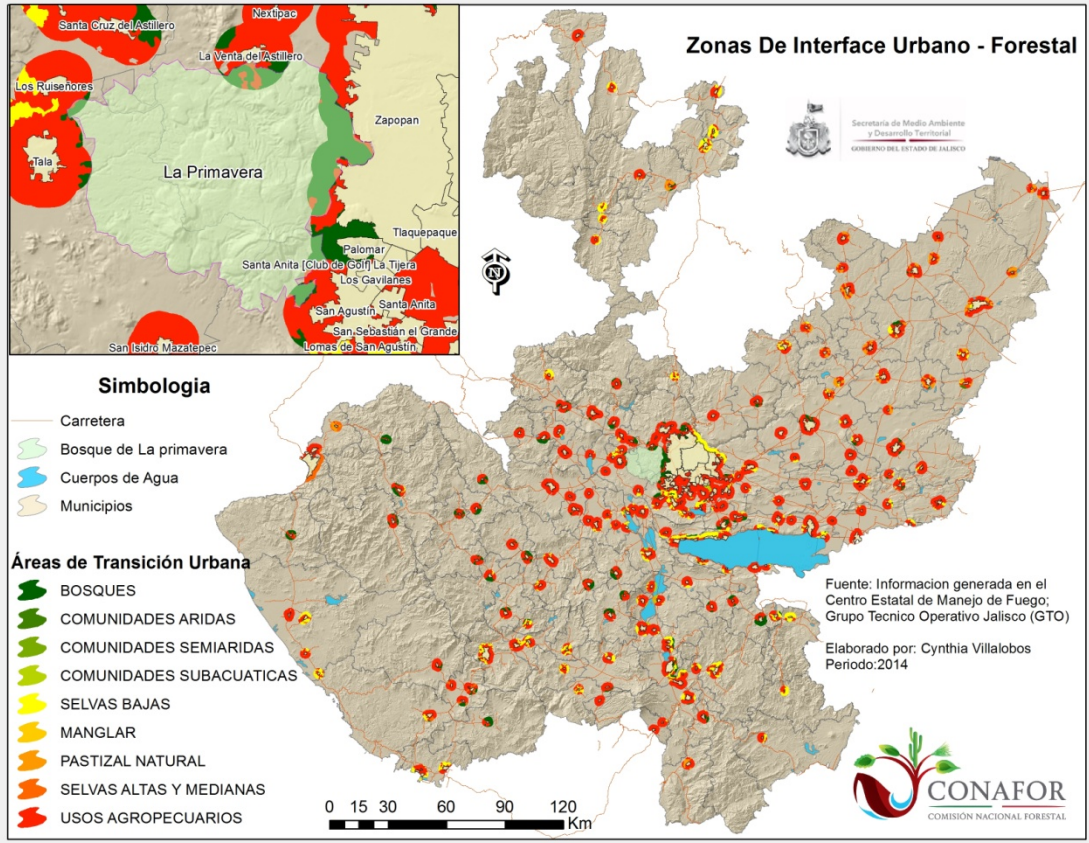 Zonas De Interface Urbano - Forestal
Secretaría de Medio Ambiente
y Desarrollo Territorial
GOBIERNO DEL ESTADO DE JALISCO
Nextipac
Santa Cruz del Astillero
La Venta del Astillero
Los Ruiseñores
Zapopan
Tala
La Primavera
Tlaquepaque
Palomar
Santa Anita [Club de Golf] La Tijera
Los Gavilanes
Santa Anita
San Agustín
San Sebastián el Grande
San Isidro Mazatepec
Lomas de San Agustín
N
Simbologia
Carretera
Bosque de La primavera
Cuerpos de Agua
Municipios
Áreas de Transición Urbana
BOSQUES
COMUNIDADES ARIDAS
COMUNIDADES SEMIARIDAS
COMUNIDADES SUBACUATICAS
SELVAS BAJAS
MANGLAR
PASTIZAL NATURAL
SELVAS ALTAS Y MEDIANAS
USOS AGROPECUARIOS
0 15 30 60 90 120
Km
Fuente: Informacion generada en el
Centro Estatal de Manejo de Fuego;
Grupo Tecnico Operativo Jalisco (GTO)
Elaborado por: Cynthia Villalobos
Periodo:2014
CONAFOR
COMISIÓN NACIONAL FORESTAL